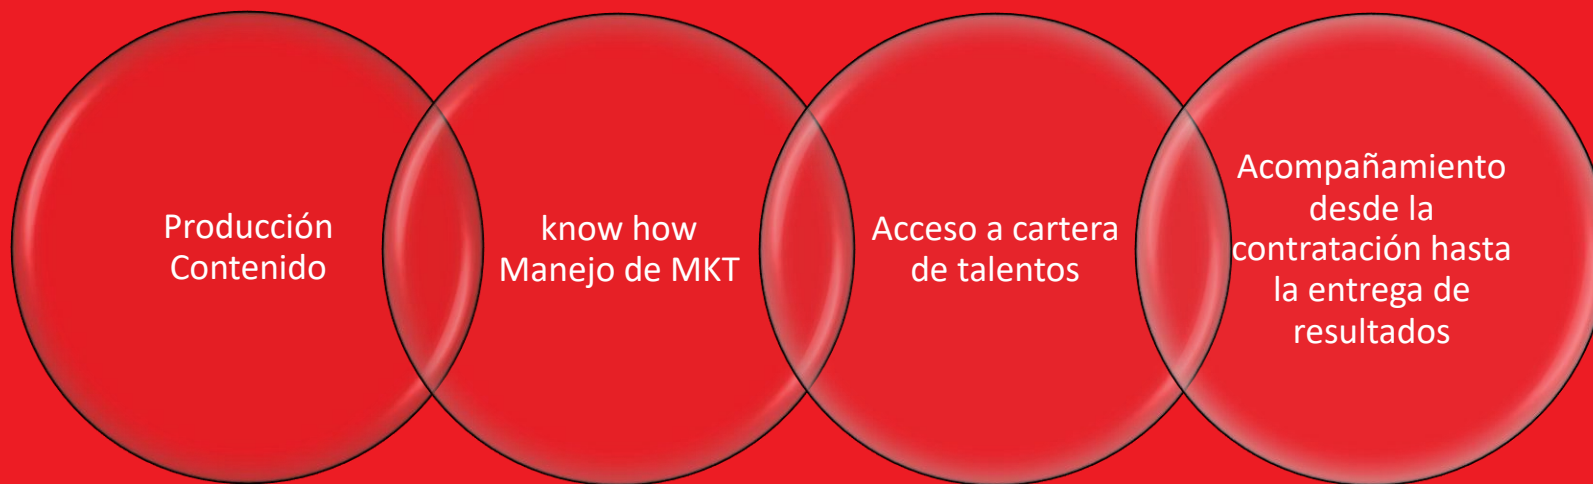 Producción
Contenido
know how
Manejo de MKT
Acceso a cartera
de talentos
Acompañamiento
desde la
contratación hasta
la entrega de
resultados